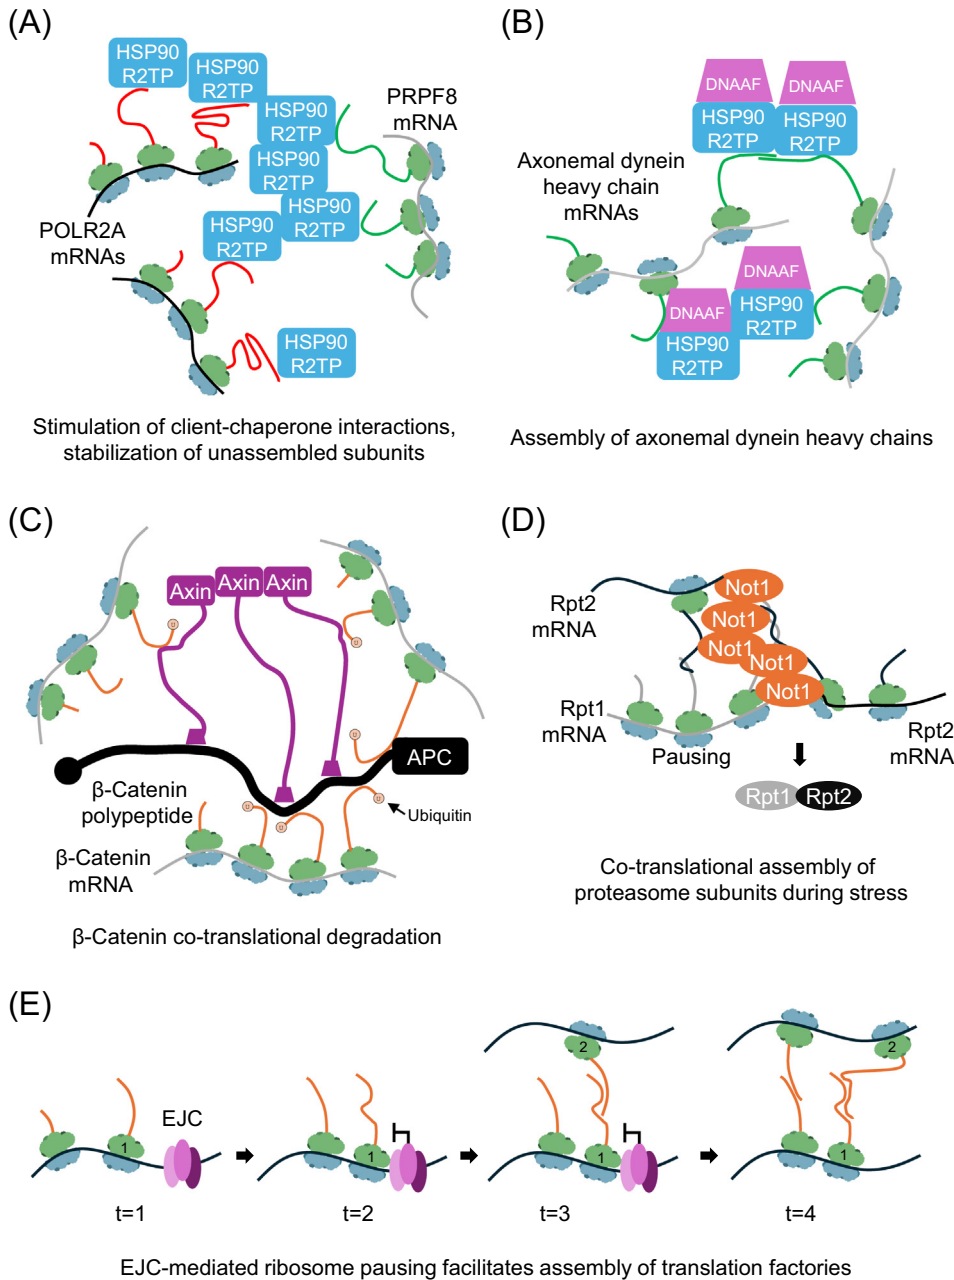 (A)
HSP90
R2TP
HSP90
R2TP
HSP90
R2TP
HSP90
R2TP
HSP90
R2TP
HSP90
R2TP
HSP90
R2TP
PRPF8
mRNA
POLR2A
mRNAs
Stimulation of client-chaperone interactions,
stabilization of unassembled subunits
(B)
DNAAF
DNAAF
HSP90
R2TP
HSP90
R2TP
Axonemal dynein
heavy chain
mRNAs
DNAAF
DNAAF
HSP90
R2TP
HSP90
R2TP
Assembly of axonemal dynein heavy chains
(C)
Axin
Axin
Axin
U
U
APC
β-Catenin
polypeptide
U
U
U
U
Ubiquitin
β-Catenin
mRNA
β-Catenin co-translational degradation
(D)
Rpt2
mRNA
Not1
Not1
Not1
Not1
Not1
Rpt1
mRNA
Pausing
Rpt2
mRNA
Rpt1
Rpt2
Co-translational assembly of
proteasome subunits during stress
(E)
EJC
1
t=1
1
t=2
2
1
t=3
2
1
t=4
EJC-mediated ribosome pausing facilitates assembly of translation factories